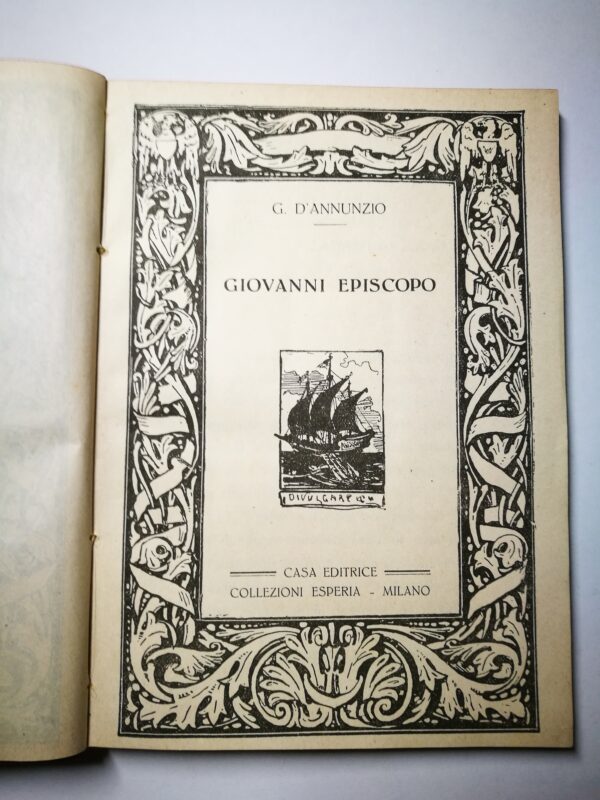 G. D'ANNUNZIO
GIOVANNI EPISCOPO
DIVULGARE
CASA EDITRICE
COLLEZIONI ESPERIA - MILANO